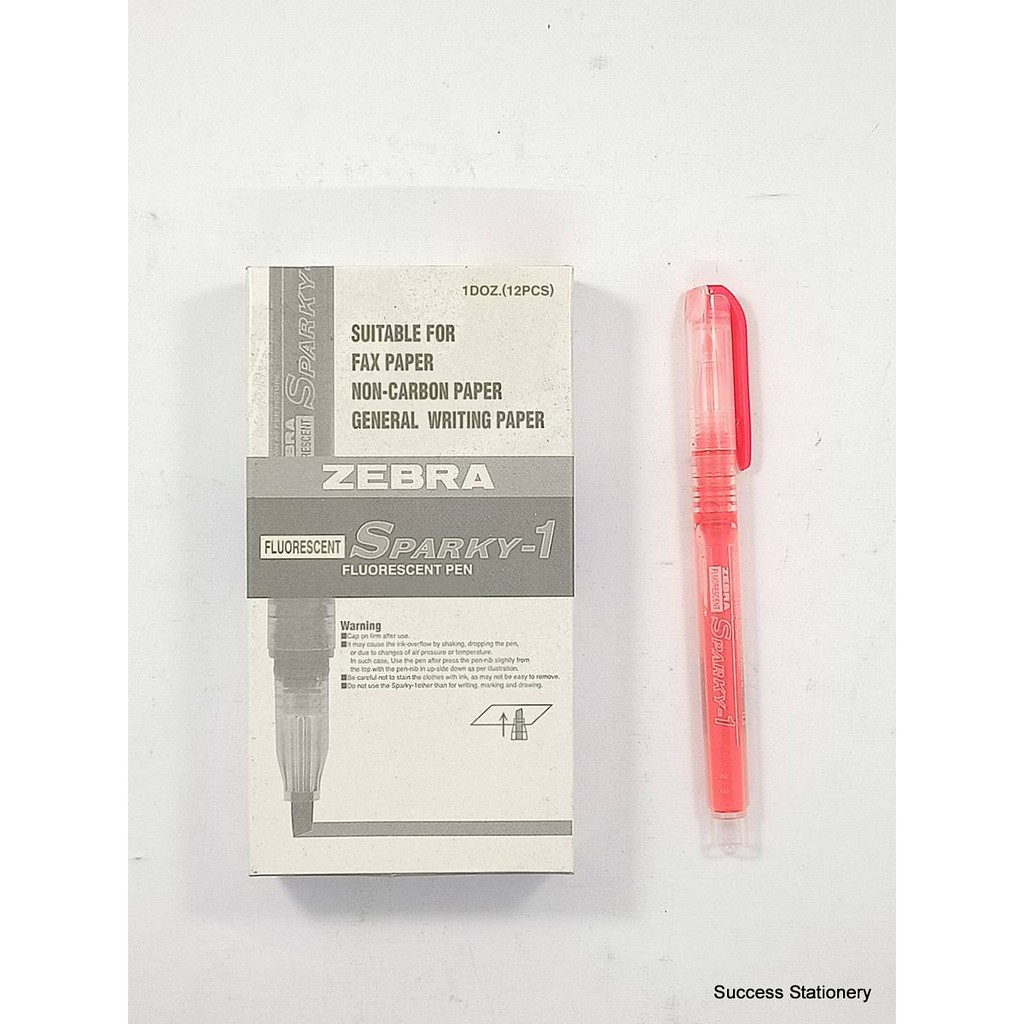 1DOZ.(12PCS)
SUITABLE FOR
FAX PAPER
NON-CARBON PAPER
GENERAL WRITING PAPER
SPARKY-
BRA
RESCENT
ZEBRA
FLUORESCENT SPARKY-1
FLUORESCENT PEN
Warning
■Cap on firm after use.
■It may cause the ink-overflow by shaking, dropping the pen,
or due to changes of air pressure or temperature.
In such case, Use the pen after press the pen-nib slighily from
the top with the pen-nib in up-side down as per illustration.
■Be careful not to stain the clothes with ink, as may not be easy to remove.
■Do not use the Sparky-1other than for writing, marking and drawing.
ZEBRA
FLUORESCENT
SPARKY-1
Success Stationery